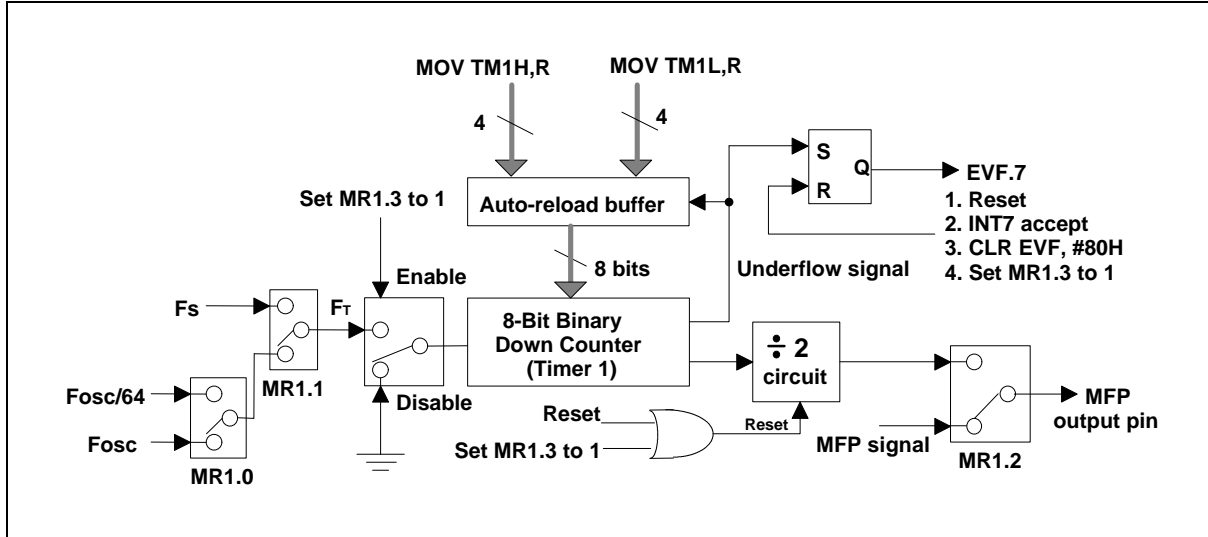 MOV TM1H,R
MOV TM1L,R
4
4
S
Q
R
EVF.7
1. Reset
2. INT7 accept
3. CLR EVF, #80H
4. Set MR1.3 to 1
Set MR1.3 to 1
Auto-reload buffer
8 bits
Underflow signal
Enable
Fs
FT
8-Bit Binary
Down Counter
(Timer 1)
÷ 2
circuit
MR1.1
Fosc/64
Disable
Fosc
MR1.0
Reset
Set MR1.3 to 1
Reset
MFP signal
MFP
output pin
MR1.2